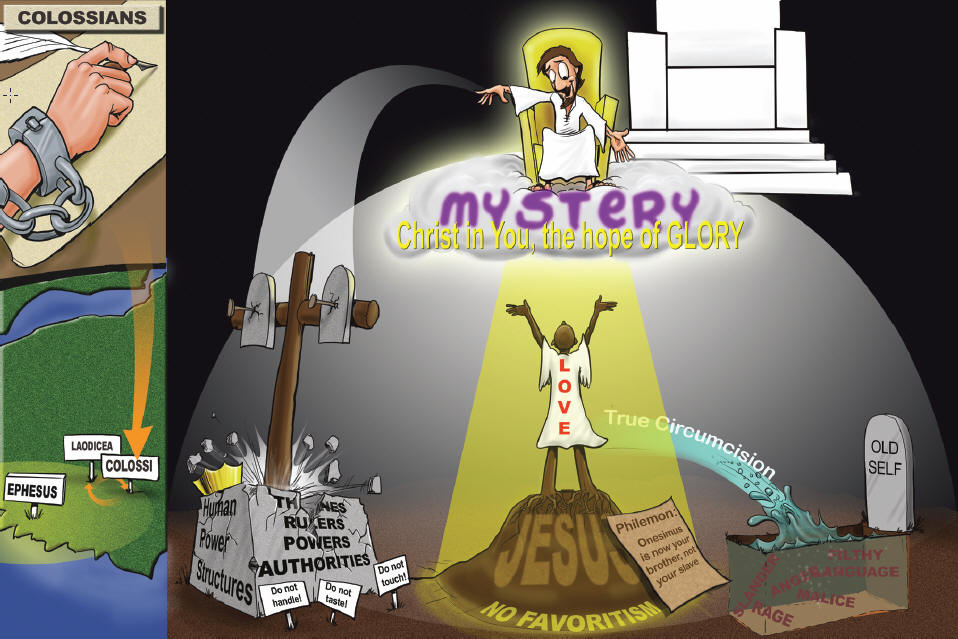 COLOSSIANS
LAODICEA
COLOSSI
EPHESUS
MYSTERY
Christ in You, the hope of GLORY
LOVE
True Circumcision
OLD
SELF
Human
Power
Structures
THRONES
RULERS
POWERS
AUTHORITIES
Do not
handle!
Do not
taste!
Do not
touch!
JESUS
Philemon:
Onesimus
is now your
brother, not
your slave
NO FAVORITISM
SLANDER
ANGER
RAGE
FILTHY
LANGUAGE
MALICE